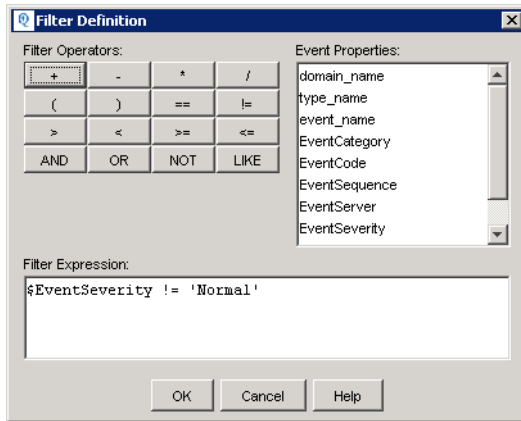 Filter Definition
Filter Operators:
+ - * /
( ) == !=
> < >= <=
AND OR NOT LIKE
Event Properties:
domain_name
type_name
event_name
EventCategory
EventCode
EventSequence
EventServer
EventSeverity
Filter Expression:
$EventSeverity != 'Normal'
OK Cancel Help